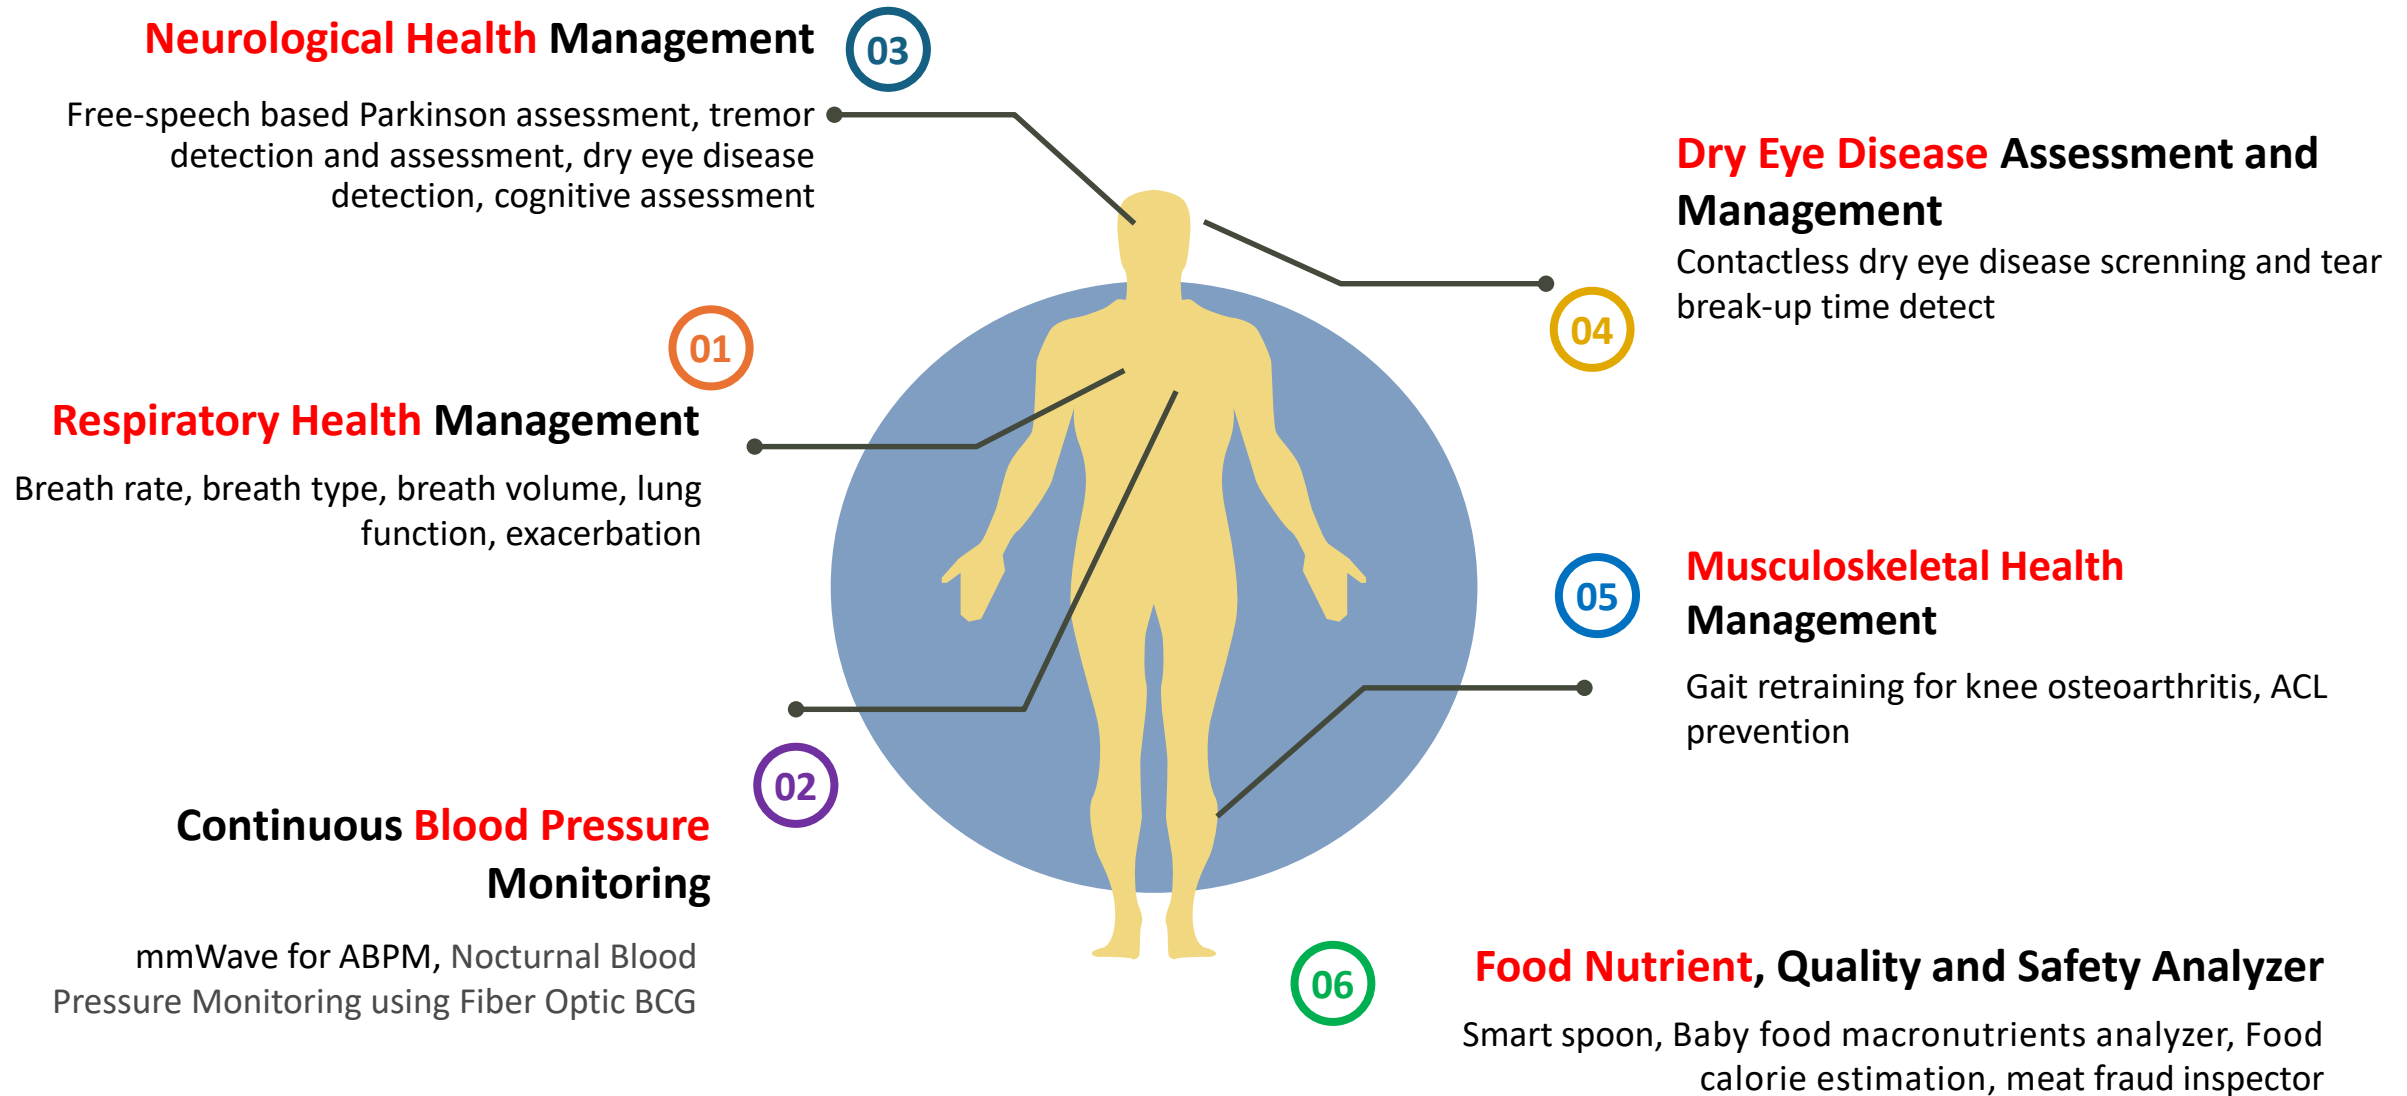 Neurological Health Management
03
Free-speech based Parkinson assessment, tremor
detection and assessment, dry eye disease
detection, cognitive assessment
Dry Eye Disease Assessment and
Management
Contactless dry eye disease screnning and tear
break-up time detect
04
01
Respiratory Health Management
Breath rate, breath type, breath volume, lung
function, exacerbation
05
Musculoskeletal Health
Management
Gait retraining for knee osteoarthritis, ACL
prevention
02
Continuous Blood Pressure
Monitoring
mmWave for ABPM, Nocturnal Blood
Pressure Monitoring using Fiber Optic BCG
06
Food Nutrient, Quality and Safety Analyzer
Smart spoon, Baby food macronutrients analyzer, Food
calorie estimation, meat fraud inspector